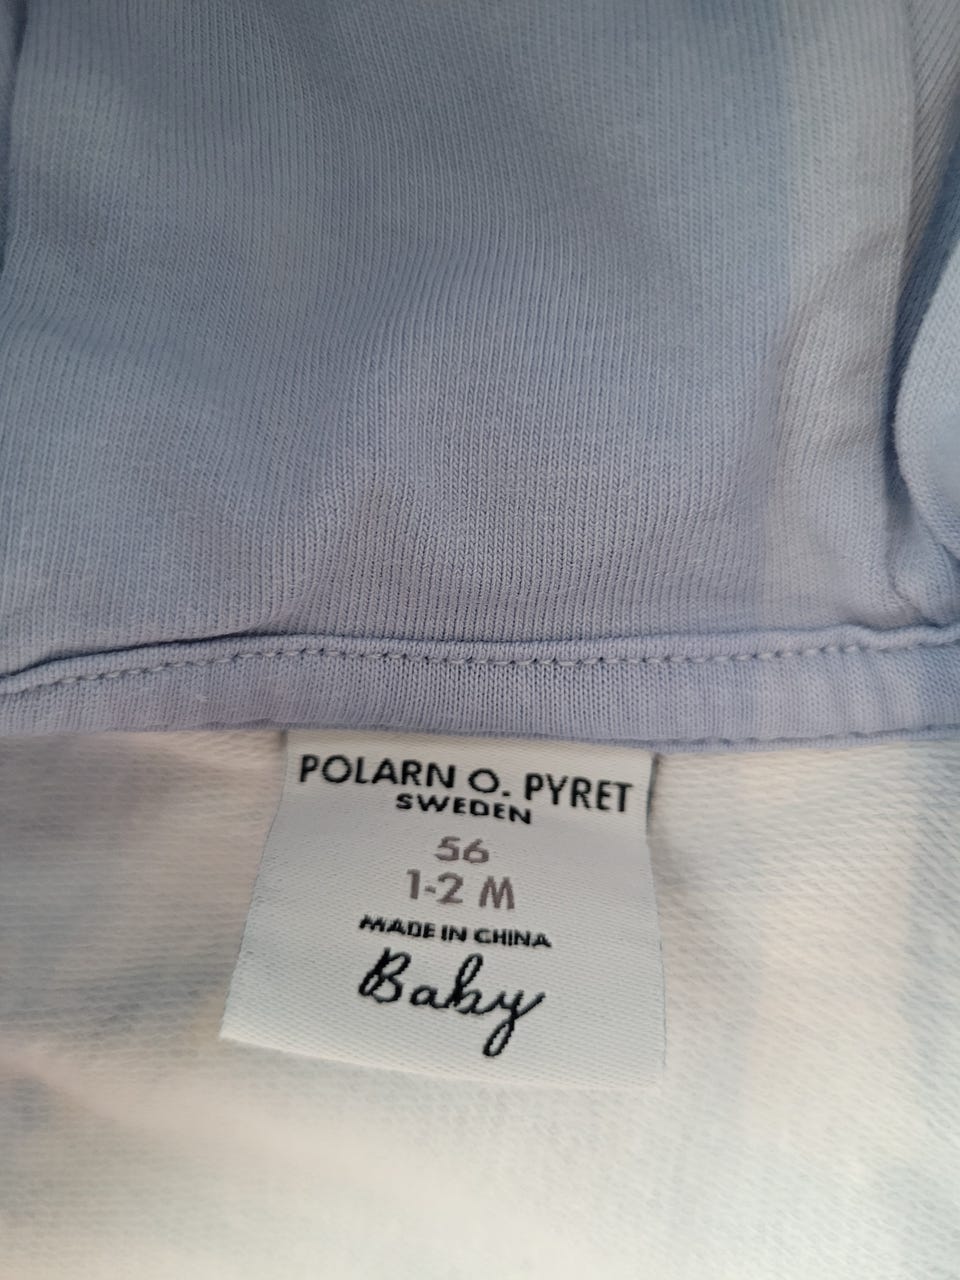 POLARN O. PYRET
SWEDEN
56
1-2 M
MADE IN CHINA
Baby